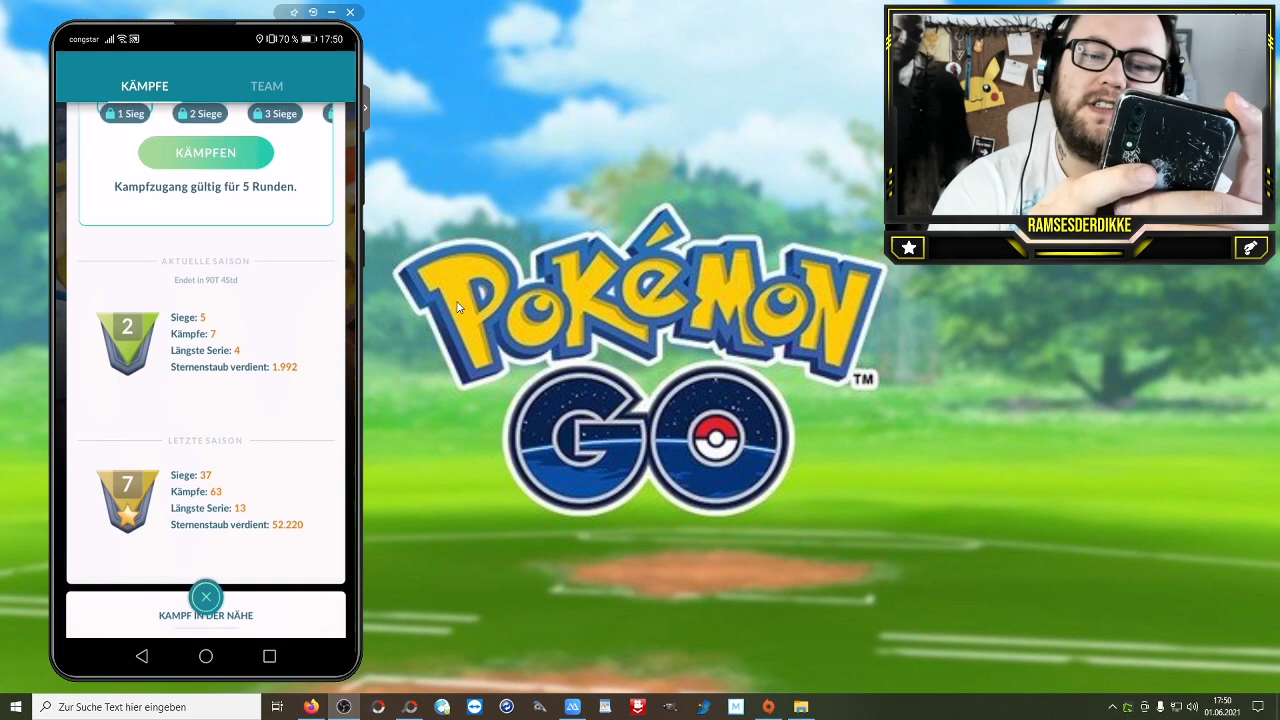 congstar
70 %
17:50
KÄMPFE
TEAM
1 Sieg
2 Siege
3 Siege
KÄMPFEN
Kampfzugang gültig für 5 Runden.
AKTUELLE SAISON
Endet in 90T 4Std
2
Siege: 5
Kämpfe: 7
Längste Serie: 4
Sternenstaub verdient: 1.992
LETZTE SAISON
7
Siege: 37
Kämpfe: 63
Längste Serie: 13
Sternenstaub verdient: 52.220
KAMPF IN DER NÄHE
POKÉMON
TM
GO
RAMSESDERDIKKE
Zur Suche Text hier eingeben
17:50
01.06.2021